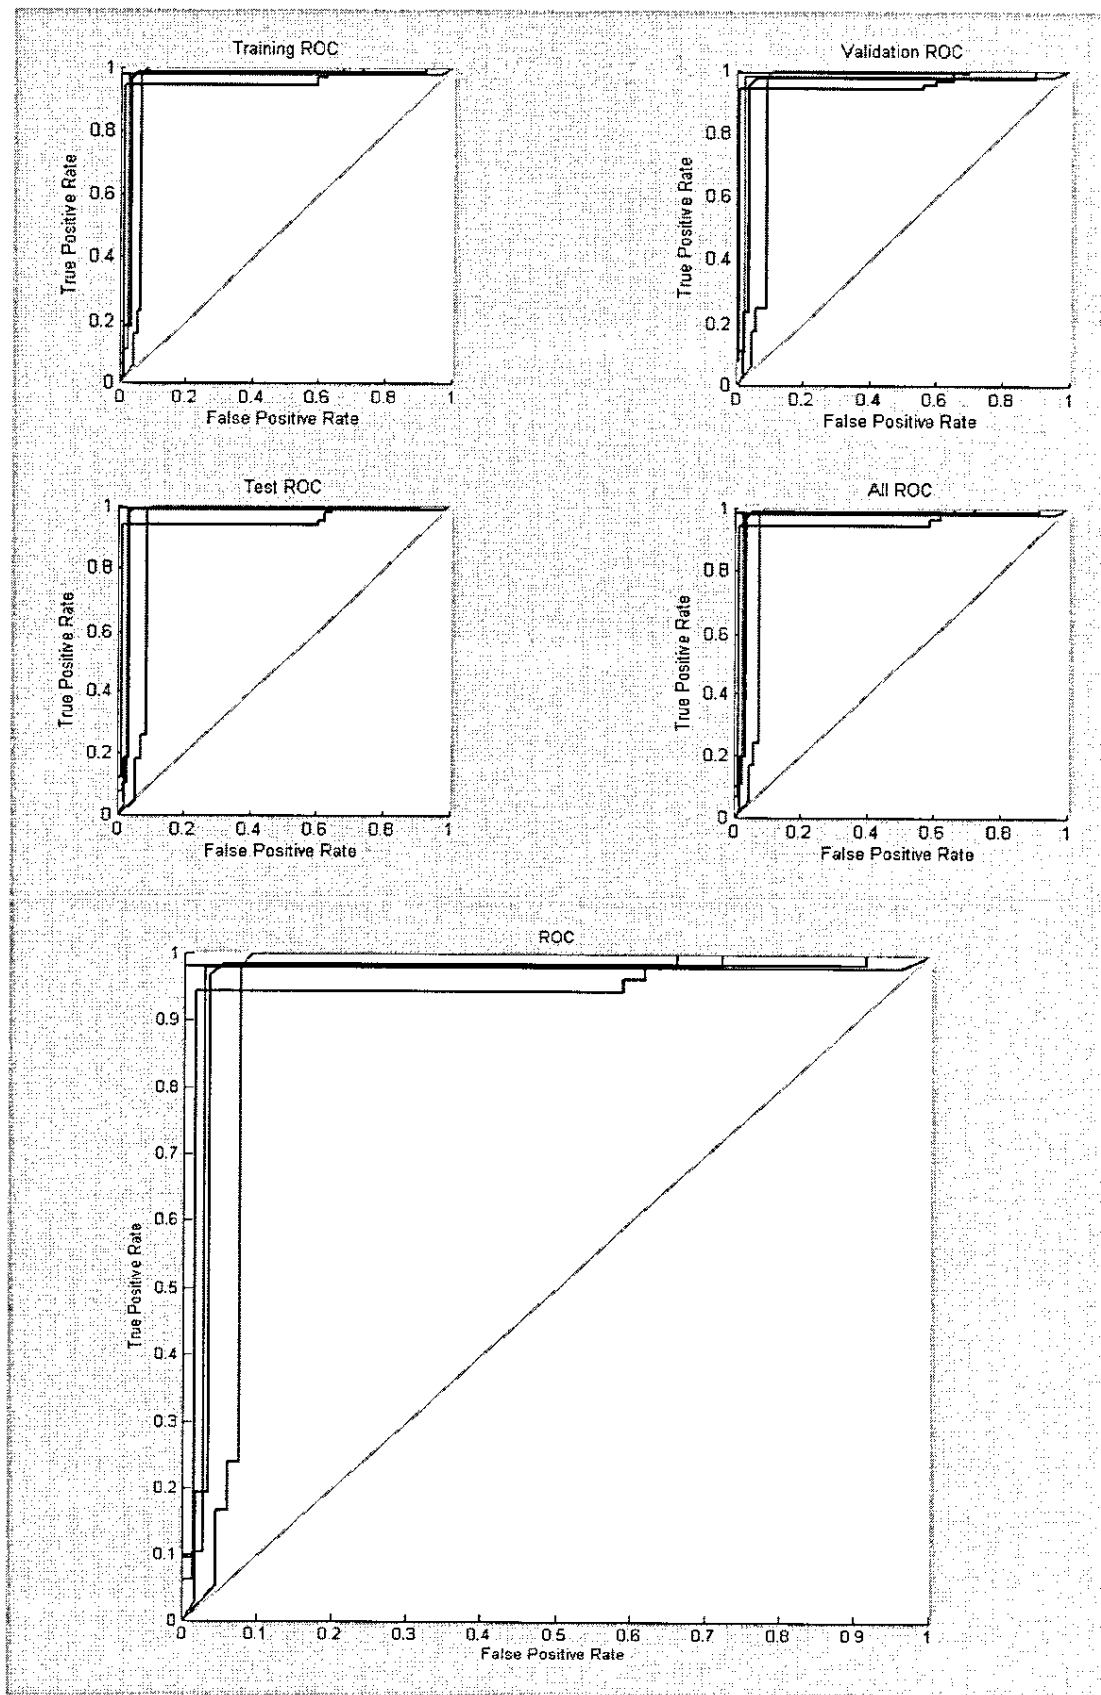 Training ROC
1
0.8
0.6
0.4
0.2
0
True Positive Rate
0 0.2 0.4 0.6 0.8 1
False Positive Rate
Validation ROC
1
0.8
0.6
0.4
0.2
0
True Positive Rate
0 0.2 0.4 0.6 0.8 1
False Positive Rate
Test ROC
1
0.8
0.6
0.4
0.2
0
True Positive Rate
0 0.2 0.4 0.6 0.8 1
False Positive Rate
All ROC
1
0.8
0.6
0.4
0.2
0
True Positive Rate
0 0.2 0.4 0.6 0.8 1
False Positive Rate
ROC
1
0.9
0.8
0.7
0.6
0.5
0.4
0.3
0.2
0.1
0
True Positive Rate
0 0.1 0.2 0.3 0.4 0.5 0.6 0.7 0.8 0.9 1
False Positive Rate